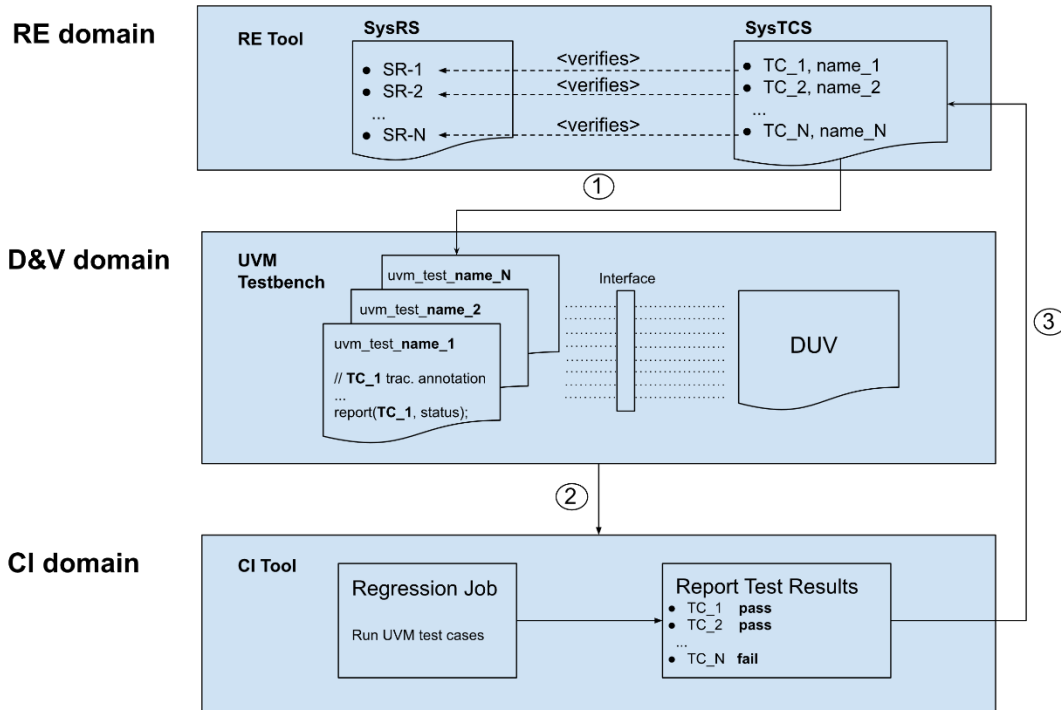 RE domain
RE Tool
SysRS
SysTCS
● SR-1
● SR-2
...
● SR-N
<verifies>
<verifies>
<verifies>
● TC_1, name_1
● TC_2, name_2
...
● TC_N, name_N
1
D&V domain
UVM
Testbench
uvm_test_name_N
uvm_test_name_2
uvm_test_name_1
// TC_1 trac. annotation
...
report(TC_1, status);
Interface
DUV
3
2
CI domain
CI Tool
Regression Job
Run UVM test cases
Report Test Results
● TC_1 pass
● TC_2 pass
...
● TC_N fail